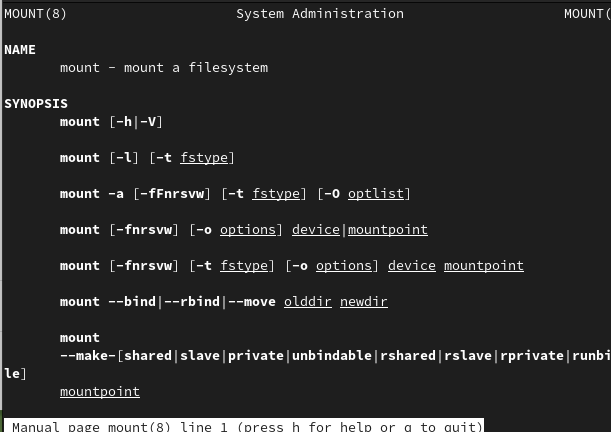 MOUNT(8) System Administration MOUNT(
NAME
mount - mount a filesystem
SYNOPSIS
mount [-h|-V]
mount [-l] [-t fstype]
mount -a [-fFnrsvw] [-t fstype] [-O optlist]
mount [-fnrsvw] [-o options] device|mountpoint
mount [-fnrsvw] [-t fstype] [-o options] device mountpoint
mount --bind|--rbind|--move olddir newdir
mount
--make-[shared|slave|private|unbindable|rshared|rslave|rprivate|runbi
le]
mountpoint
Manual page mount(8) line 1 (press h for help or q to quit)